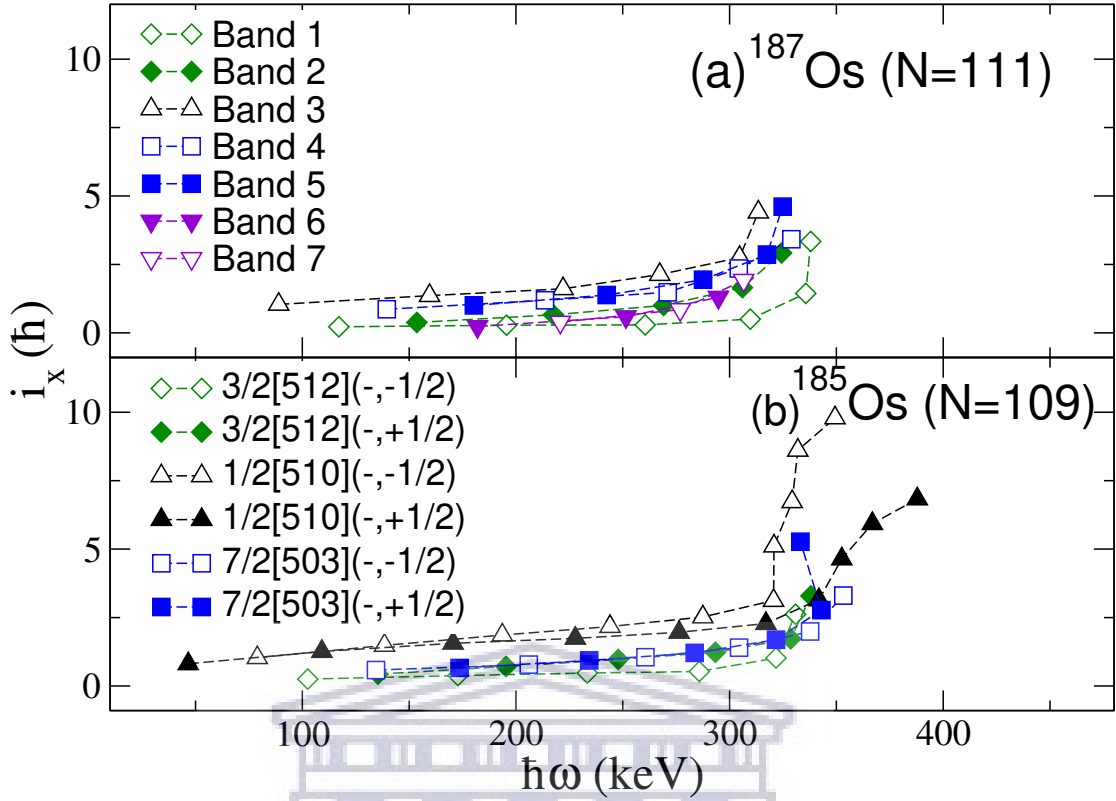 10
5
0
i_x (ħ)
Band 1
Band 2
Band 3
Band 4
Band 5
Band 6
Band 7
(a) ¹⁸⁷Os (N=111)
10
5
0
3/2[512](-,-1/2)
3/2[512](-,+1/2)
1/2[510](-,-1/2)
1/2[510](-,+1/2)
7/2[503](-,-1/2)
7/2[503](-,+1/2)
(b) ¹⁸⁵Os (N=109)
100 200 300 400
ħω (keV)